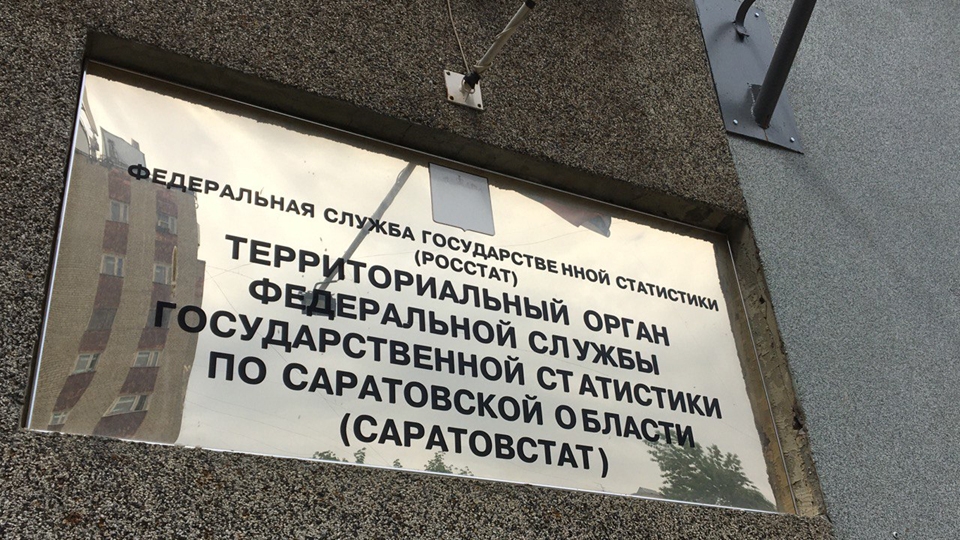 ФЕДЕРАЛЬНАЯ СЛУЖБА ГОСУДАРСТВЕННОЙ СТАТИСТИКИ
(РОССТАТ)
ТЕРРИТОРИАЛЬНЫЙ ОРГАН
ФЕДЕРАЛЬНОЙ СЛУЖБЫ
ГОСУДАРСТВЕННОЙ СТАТИСТИКИ
ПО САРАТОВСКОЙ ОБЛАСТИ
(САРАТОВСТАТ)